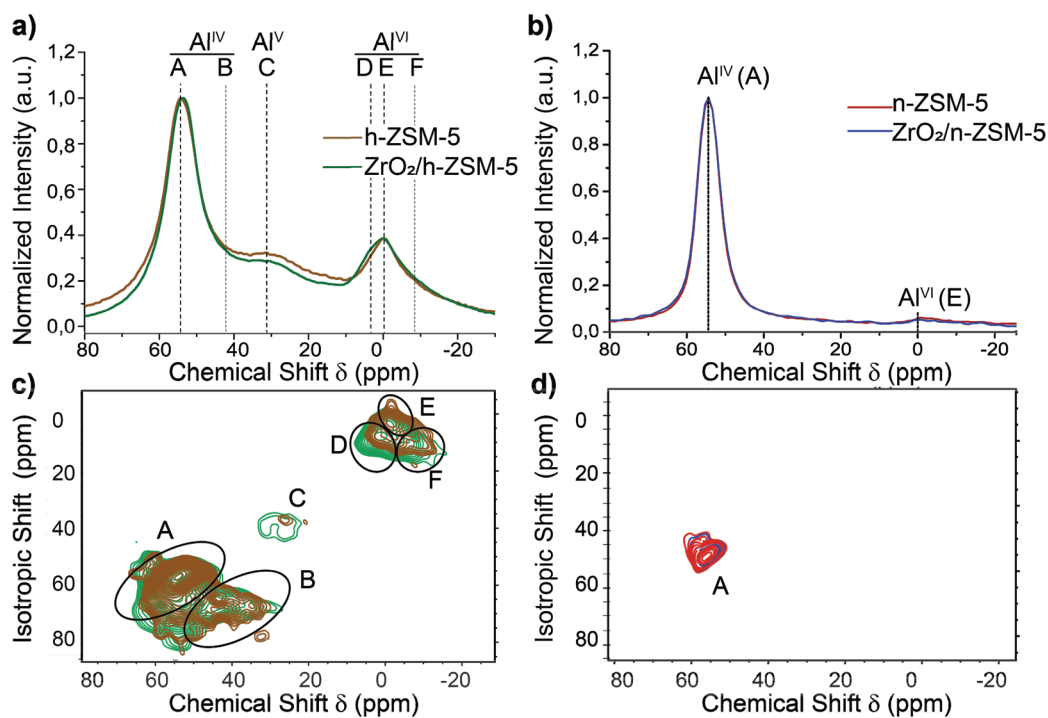 a)
Al^IV Al^V Al^VI
A B C D E F
1,2
1,0
0,8
0,6
0,4
0,2
0,0
Normalized Intensity (a.u.)
h-ZSM-5
ZrO₂/h-ZSM-5
80 60 40 20 0 -20
Chemical Shift δ (ppm)
b)
1,2
1,0
0,8
0,6
0,4
0,2
0,0
Normalized Intensity (a.u.)
Al^IV (A)
n-ZSM-5
ZrO₂/n-ZSM-5
Al^VI (E)
80 60 40 20 0 -20
Chemical Shift δ (ppm)
c)
0
20
40
60
80
Isotropic Shift (ppm)
E
D
F
C
A
B
80 60 40 20 0 -20
Chemical Shift δ (ppm)
d)
0
20
40
60
80
Isotropic Shift (ppm)
A
80 60 40 20 0 -20
Chemical Shift δ (ppm)